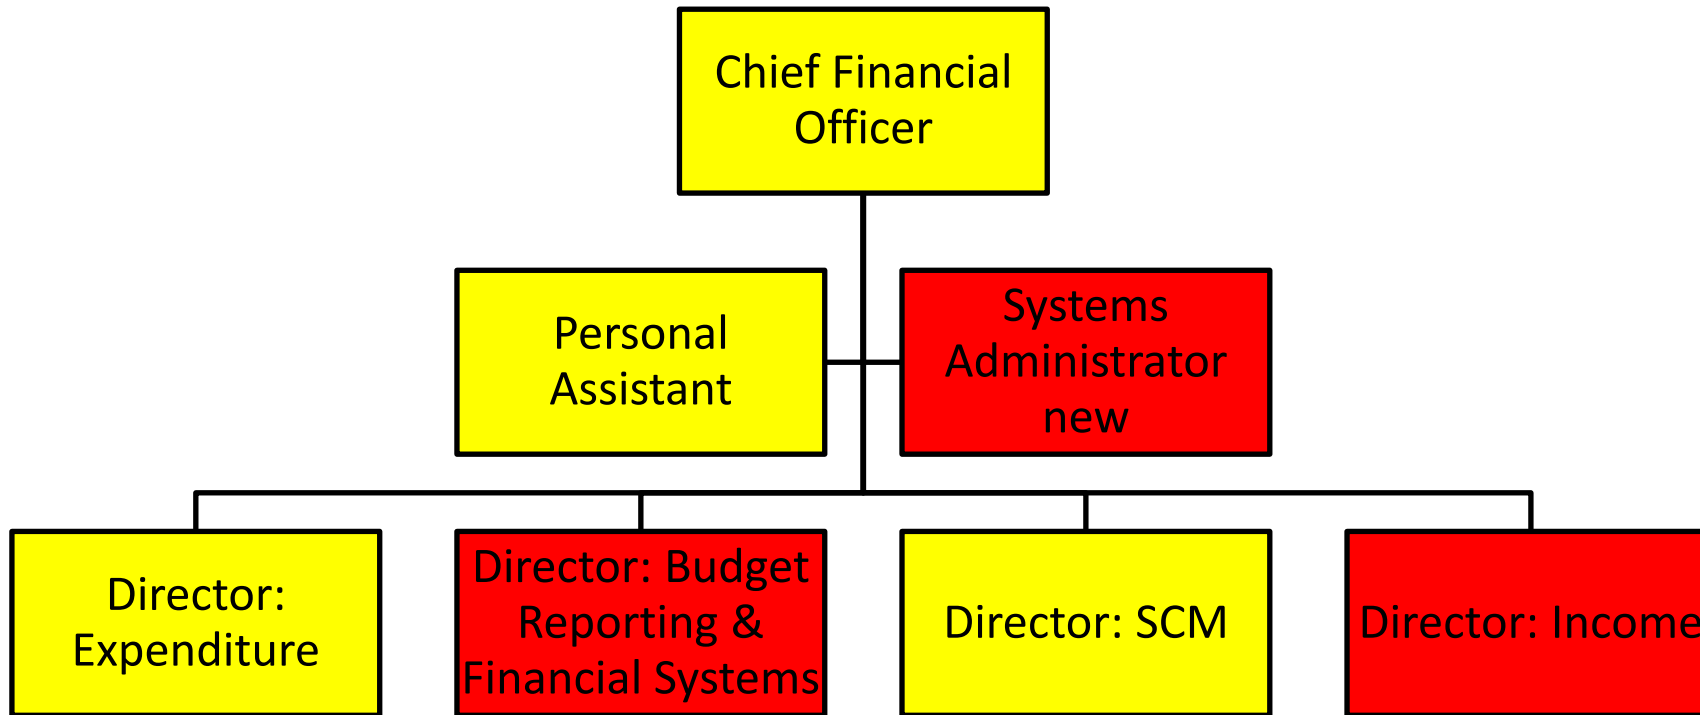 Chief Financial
Officer
Personal
Assistant
Systems
Administrator
new
Director:
Expenditure
Director: Budget
Reporting &
Financial Systems
Director: SCM
Director: Income